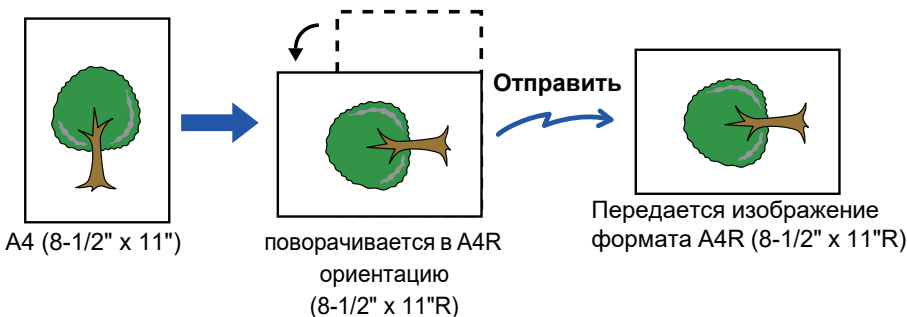 A4 (8-1/2" x 11")
поворачивается в A4R
ориентацию
(8-1/2" x 11"R)
Отправить
Передается изображение
формата A4R (8-1/2" x 11"R)